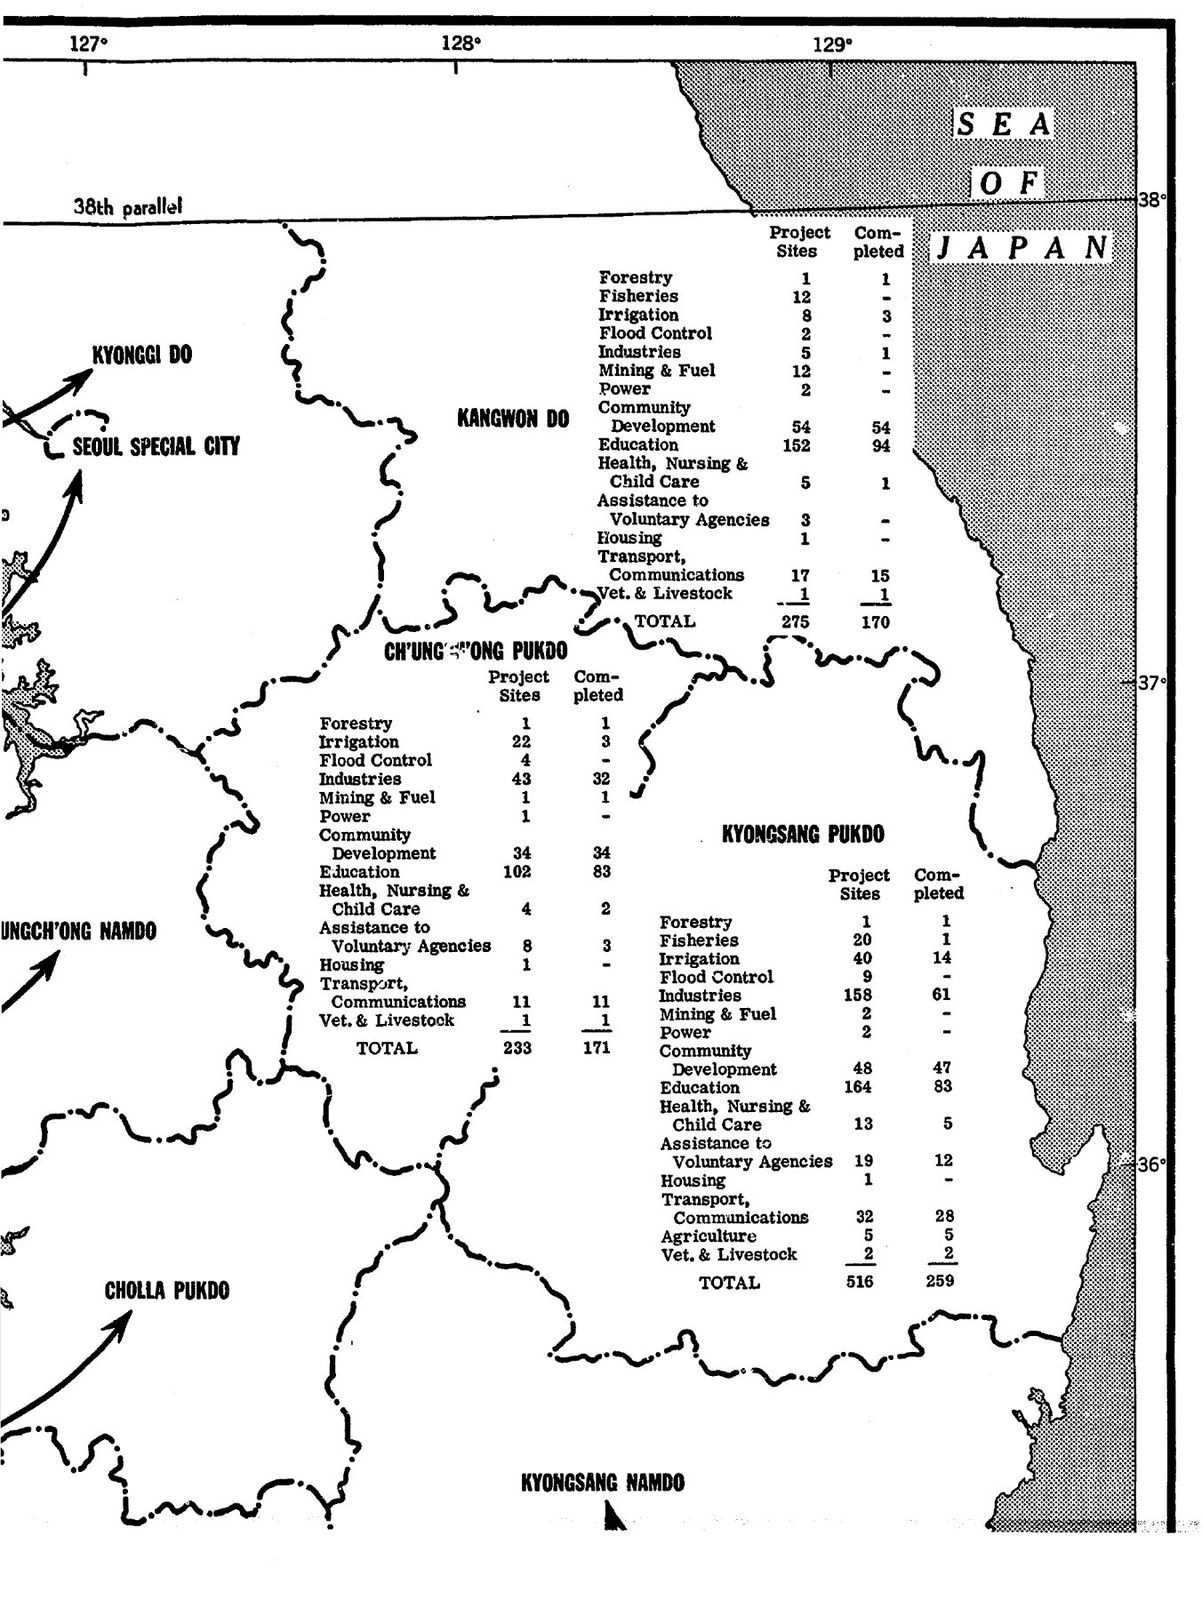 127° 128° 129°
SEA
OF
JAPAN
38th parallel
38°
Project Com-
Sites pleted
Forestry 1 1
Fisheries 12 -
Irrigation 8 3
Flood Control 2 -
Industries 5 1
Mining & Fuel 12 -
Power 2 -
Community
Development 54 54
Education 152 94
Health, Nursing &
Child Care 5 1
Assistance to
Voluntary Agencies 3 -
Housing 1 -
Transport,
Communications 17 15
Vet. & Livestock 1 1
TOTAL 275 170
KYONGGI DO
KANGWON DO
SEOUL SPECIAL CITY
37°
PUKDO
Project Com-
Sites pleted
Forestry 1 1
Irrigation 22 3
Flood Control 4 -
Industries 43 32
Mining & Fuel 1 1
Power 1 -
Community
Development 34 34
Education 102 83
Health, Nursing &
Child Care 4 2
Assistance to
Voluntary Agencies 8 3
Housing 1 -
Transport,
Communications 11 11
Vet. & Livestock 1 1
TOTAL 233 171
KYONGSANG PUKDO
Project Com-
Sites pleted
Forestry 1 1
Fisheries 20 1
Irrigation 40 14
Flood Control 9 -
Industries 158 61
Mining & Fuel 2 -
Power 2 -
Community
Development 48 47
Education 164 83
Health, Nursing &
Child Care 13 5
Assistance to
Voluntary Agencies 19 12
Housing 1 -
Transport,
Communications 32 28
Agriculture 5 5
Vet. & Livestock 2 2
TOTAL 516 259
UNGCH'ONG NAMDO
36°
CHOLLA PUKDO
KYONGSANG NAMDO